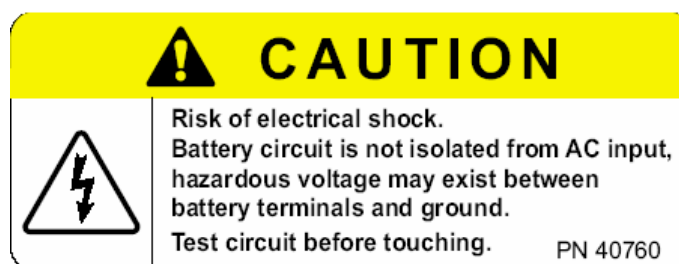 CAUTION
Risk of electrical shock.
Battery circuit is not isolated from AC input,
hazardous voltage may exist between
battery terminals and ground.
Test circuit before touching.
PN 40760